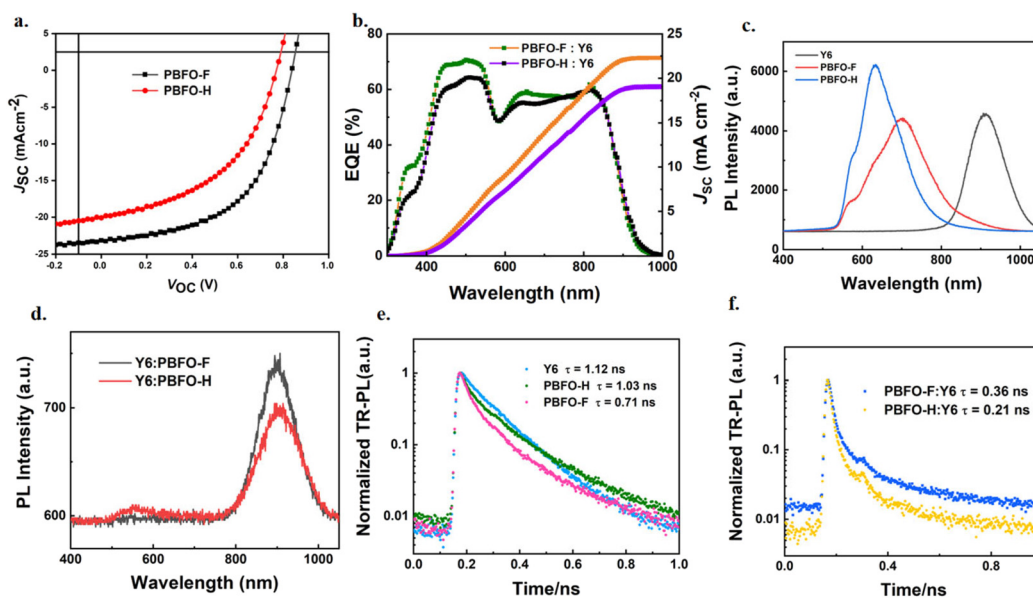 a.
J_SC (mAcm⁻²)
5
0
-5
-10
-15
-20
-25
PBFO-F
PBFO-H
-0.2 0.0 0.2 0.4 0.6 0.8 1.0
V_OC (V)
b.
EQE (%)
80
60
40
20
0
PBFO-F : Y6
PBFO-H : Y6
25
20
15
10
5
0
J_SC (mA cm⁻²)
400 600 800 1000
Wavelength (nm)
c.
PL Intensity (a.u.)
6000
4000
2000
0
Y6
PBFO-F
PBFO-H
400 600 800 1000
Wavelength (nm)
d.
PL Intensity (a.u.)
700
600
Y6:PBFO-F
Y6:PBFO-H
400 600 800 1000
Wavelength (nm)
e.
Normalized TR-PL(a.u.)
1
0.1
0.01
Y6 τ = 1.12 ns
PBFO-H τ = 1.03 ns
PBFO-F τ = 0.71 ns
0.0 0.2 0.4 0.6 0.8 1.0
Time/ns
f.
Normalized TR-PL (a.u.)
1
0.1
0.01
PBFO-F:Y6 τ = 0.36 ns
PBFO-H:Y6 τ = 0.21 ns
0.0 0.4 0.8
Time/ns